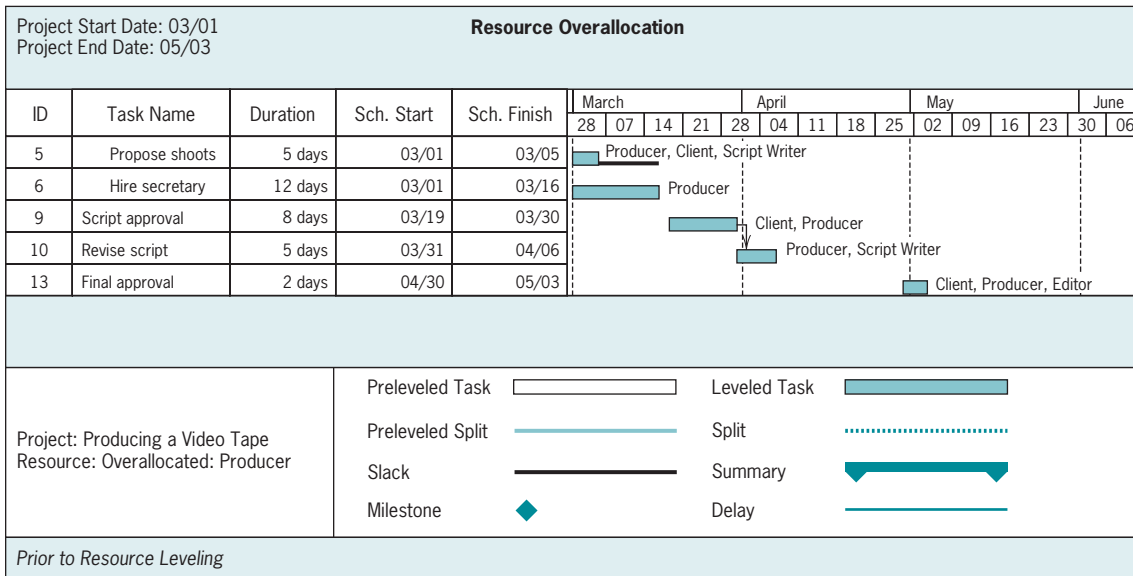 Project Start Date: 03/01
Project End Date: 05/03
Resource Overallocation
ID Task Name Duration Sch. Start Sch. Finish March April May June
28 07 14 21 28 04 11 18 25 02 09 16 23 30 06
5 Propose shoots 5 days 03/01 03/05 Producer, Client, Script Writer
6 Hire secretary 12 days 03/01 03/16 Producer
9 Script approval 8 days 03/19 03/30 Client, Producer
10 Revise script 5 days 03/31 04/06 Producer, Script Writer
13 Final approval 2 days 04/30 05/03 Client, Producer, Editor
Project: Producing a Video Tape
Resource: Overallocated: Producer
Preleveled Task Leveled Task
Preleveled Split Split
Slack Summary
Milestone Delay
Prior to Resource Leveling